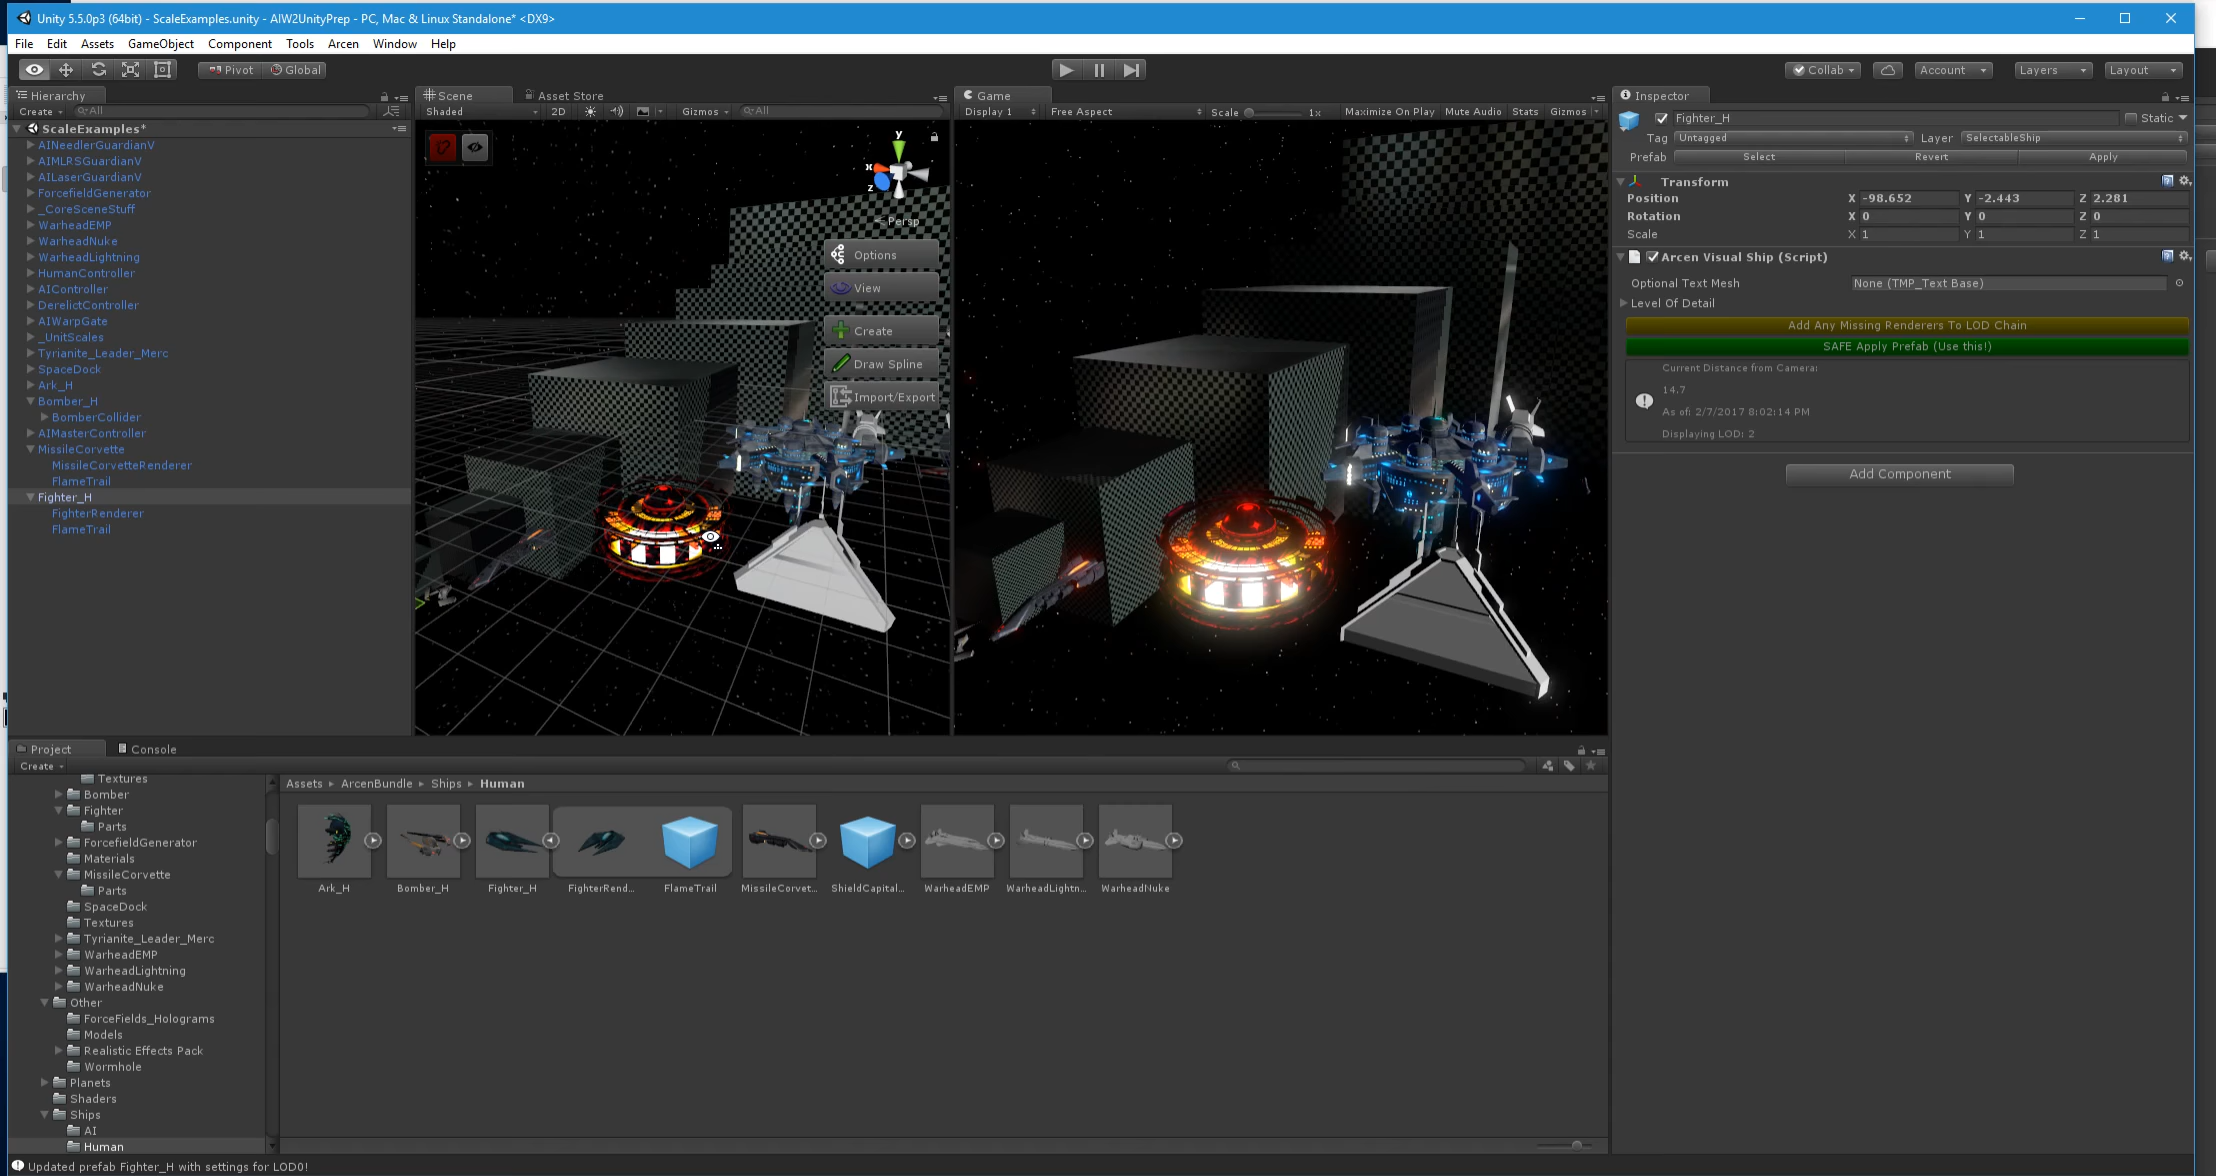 Unity 5.5.0p3 (64bit) - ScaleExamples.unity - AIW2UnityPrep - PC, Mac & Linux Standalone* <DX9>
File Edit Assets GameObject Component Tools Arcen Window Help
Pivot Global Collab Account Layers Layout
Hierarchy
Create All
ScaleExamples*
AINeedlerGuardianV
AIMLRSGuardianV
AILaserGuardianV
ForcefieldGenerator
_CoreSceneStuff
WarheadEMP
WarheadNuke
WarheadLightning
HumanController
AIController
DerelictController
AIWarpGate
_UnitScales
Tyrianite_Leader_Merc
SpaceDock
Ark_H
Bomber_H
BomberCollider
AIMasterController
MissileCorvette
MissileCorvetteRenderer
FlameTrail
Fighter_H
FighterRenderer
FlameTrail
Scene Asset Store
Shaded 2D Gizmos All
y
x
z
Persp
Options
View
Create
Draw Spline
Import/Export
Game
Display 1 Free Aspect Scale 1x Maximize On Play Mute Audio Stats Gizmos
Inspector
Fighter_H Static
Tag Untagged Layer SelectableShip
Prefab Select Revert Apply
Transform
Position X -98.652 Y -2.443 Z 2.281
Rotation X 0 Y 0 Z 0
Scale X 1 Y 1 Z 1
Arcen Visual Ship (Script)
Optional Text Mesh None (TMP_Text Base)
Level Of Detail
Add Any Missing Renderers To LOD Chain
SAFE Apply Prefab (Use this!)
Current Distance from Camera:
14.7
As of: 2/7/2017 8:02:14 PM
Displaying LOD: 2
Add Component
Project Console
Create
Textures
Bomber
Fighter
Parts
ForcefieldGenerator
Materials
MissileCorvette
Parts
SpaceDock
Textures
Tyrianite_Leader_Merc
WarheadEMP
WarheadLightning
WarheadNuke
Other
ForceFields_Holograms
Models
Realistic Effects Pack
Wormhole
Planets
Shaders
Ships
AI
Human
Assets ArcenBundle Ships Human
Ark_H Bomber_H Fighter_H FighterRend... FlameTrail MissileCorvet... ShieldCapital... WarheadEMP WarheadLightn... WarheadNuke
Updated prefab Fighter_H with settings for LOD0!